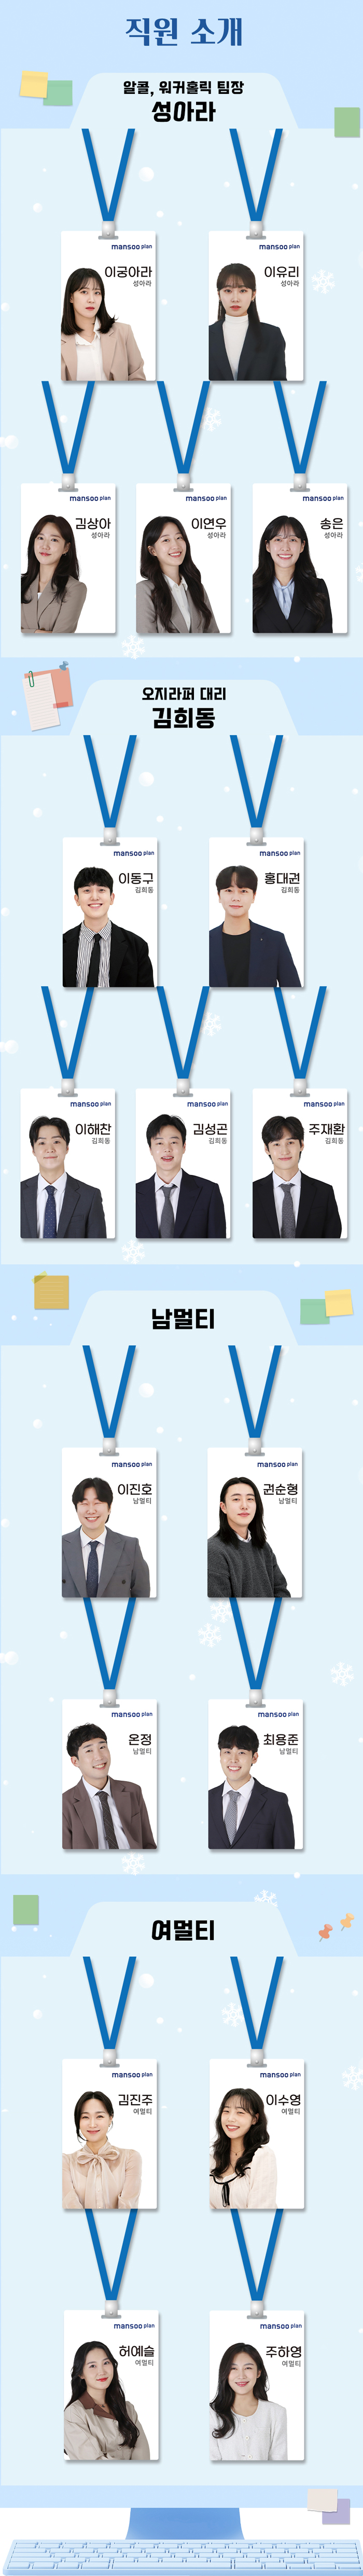 직원 소개
알콜, 워커홀릭 팀장
성아라
mansoo plan
이궁아라
성아라
mansoo plan
이유리
성아라
mansoo plan
김상아
성아라
mansoo plan
이연우
성아라
mansoo plan
송은
성아라
오지라퍼 대리
김희동
mansoo plan
이동구
김희동
mansoo plan
홍대권
김희동
mansoo plan
이해찬
김희동
mansoo plan
김성곤
김희동
mansoo plan
주재환
김희동
남멀티
mansoo plan
이진호
남멀티
mansoo plan
권순형
남멀티
mansoo plan
온정
남멀티
mansoo plan
최용준
남멀티
여멀티
mansoo plan
김진주
여멀티
mansoo plan
이수영
여멀티
mansoo plan
허예슬
여멀티
mansoo plan
주하영
여멀티